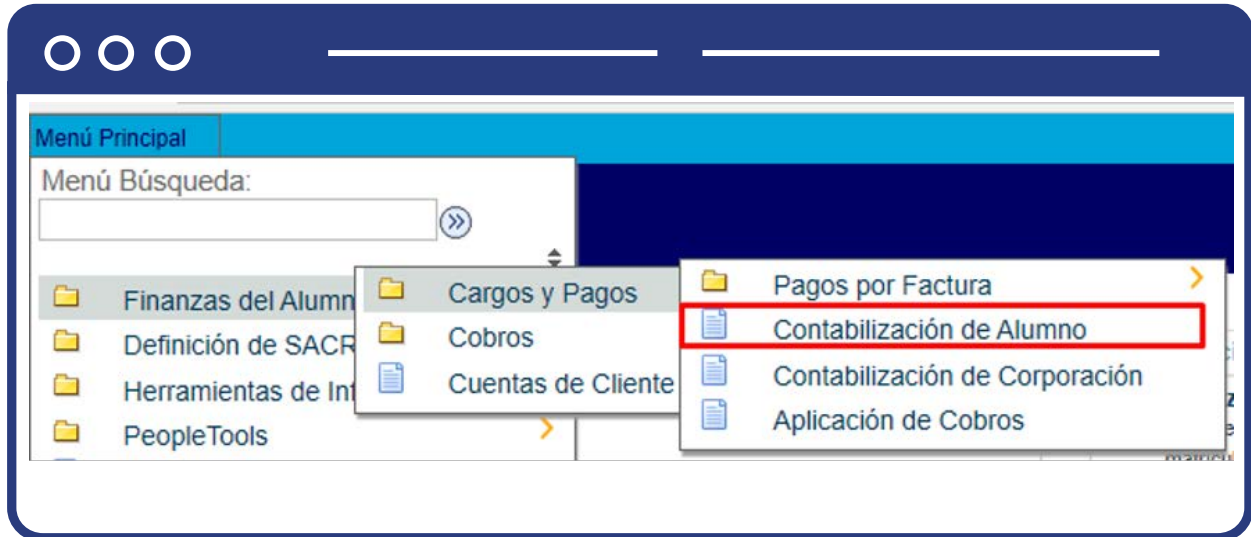 Menú Principal
Menú Búsqueda:
Finanzas del Alumn
Definición de SACR
Herramientas de Inf
PeopleTools
Cargos y Pagos
Cobros
Cuentas de Cliente
Pagos por Factura
Contabilización de Alumno
Contabilización de Corporación
Aplicación de Cobros